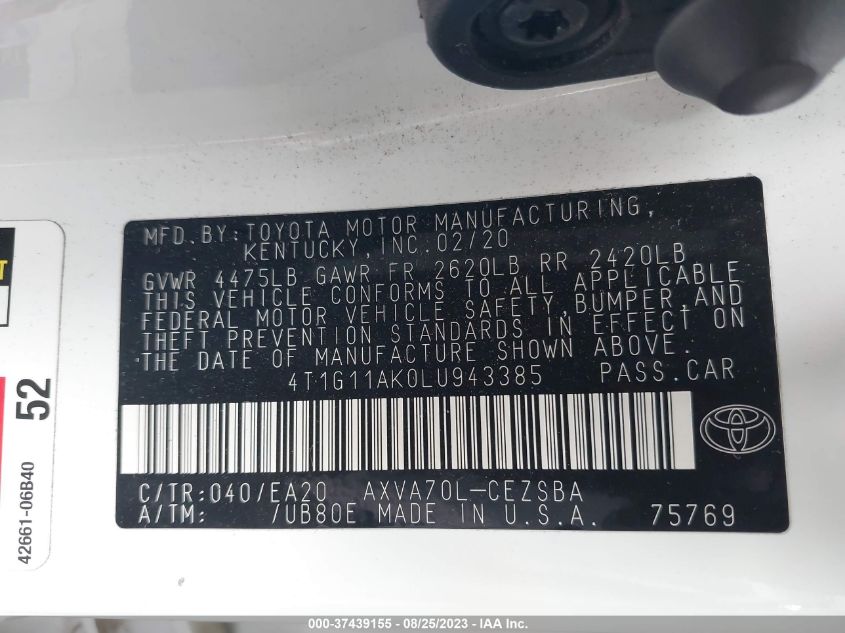 MFD. BY: TOYOTA MOTOR MANUFACTURING,
KENTUCKY, INC. 02/20
GVWR 4475LB GAWR FR 2620LB RR 2420LB
THIS VEHICLE CONFORMS TO ALL APPLICABLE
FEDERAL MOTOR VEHICLE SAFETY, BUMPER, AND
THEFT PREVENTION STANDARDS IN EFFECT ON
THE DATE OF MANUFACTURE SHOWN ABOVE.
4T1G11AK0LU943385 PASS. CAR
C/TR: 040/EA20 AXVA70L-CEZSBA
A/TM: /UB80E MADE IN U.S.A. 75769
52
42661-06B40
000-37439155 - 08/25/2023 - IAA Inc.